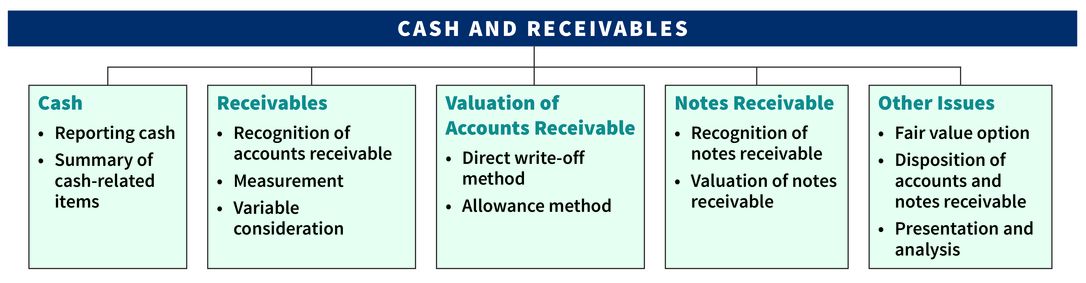 CASH AND RECEIVABLES
Cash
• Reporting cash
• Summary of
cash-related
items
Receivables
• Recognition of
accounts receivable
• Measurement
• Variable
consideration
Valuation of
Accounts Receivable
• Direct write-off
method
• Allowance method
Notes Receivable
• Recognition of
notes receivable
• Valuation of notes
receivable
Other Issues
• Fair value option
• Disposition of
accounts and
notes receivable
• Presentation and
analysis